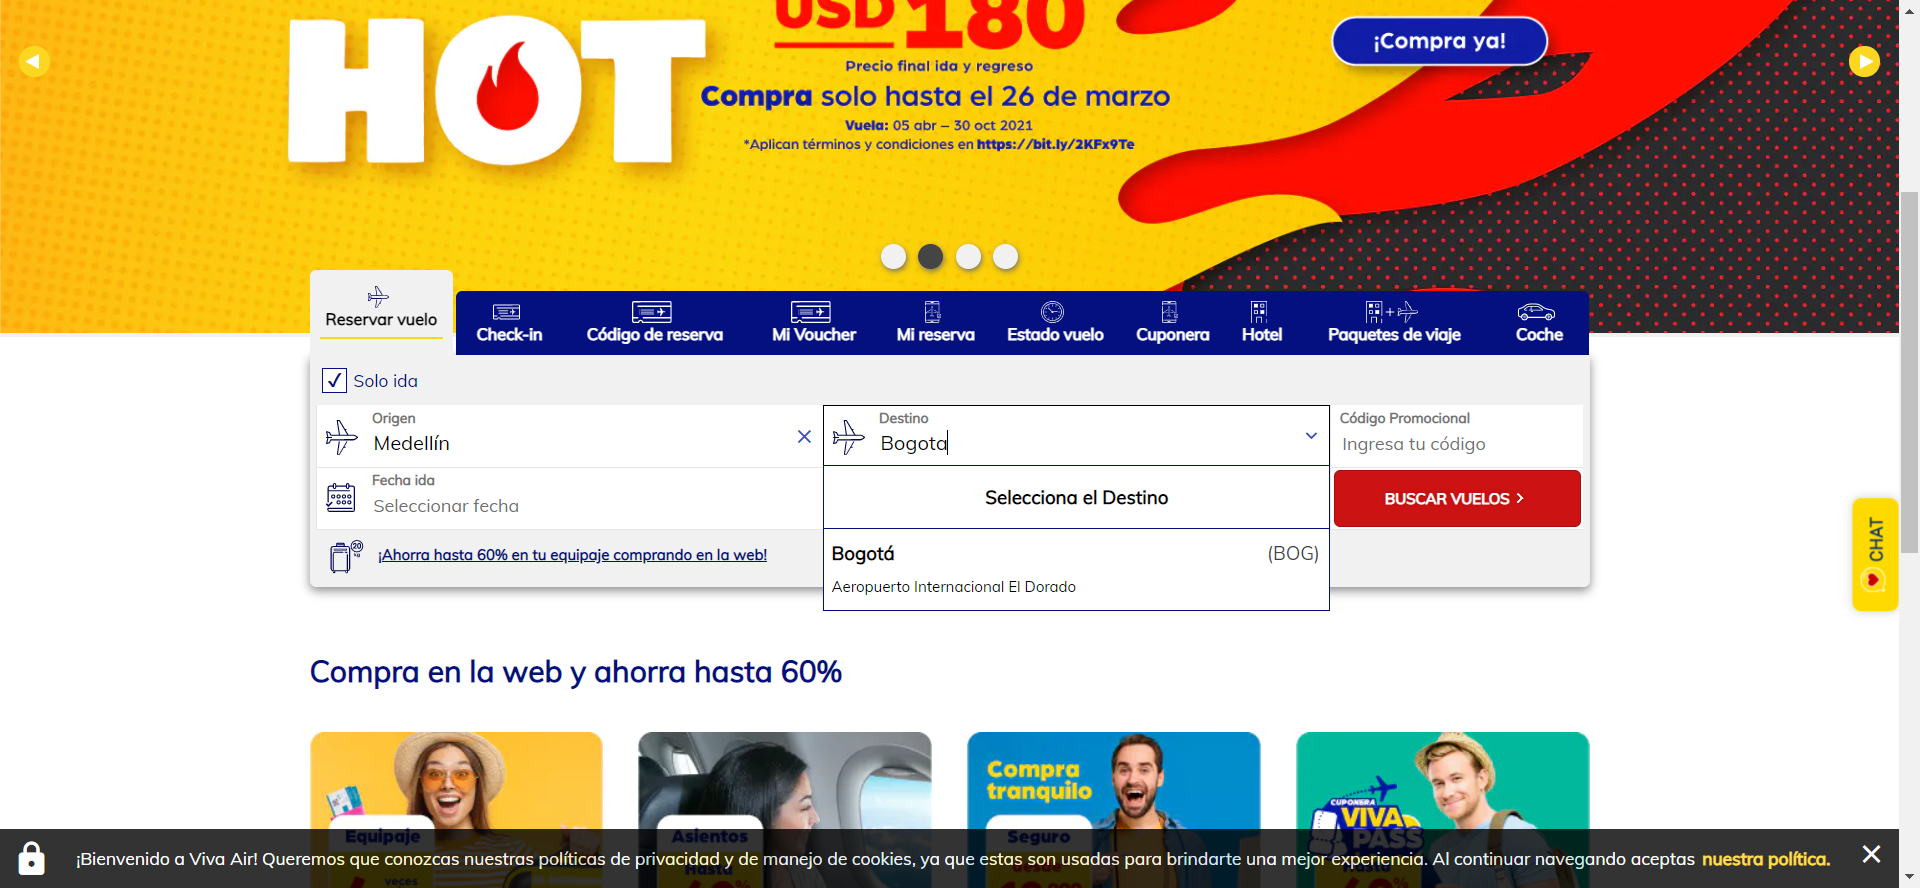 HOT
USD 180
¡Compra ya!
Precio final ida y regreso
Compra solo hasta el 26 de marzo
Vuela: 05 abr – 30 oct 2021
*Aplican términos y condiciones en https://bit.ly/2KFx9Te
Reservar vuelo
Check-in
Código de reserva
Mi Voucher
Mi reserva
Estado vuelo
Cuponera
Hotel
Paquetes de viaje
Coche
Solo ida
Origen
Medellín
Destino
Bogota
Código Promocional
Ingresa tu código
Fecha ida
Seleccionar fecha
Selecciona el Destino
BUSCAR VUELOS
Bogotá (BOG)
Aeropuerto Internacional El Dorado
20 kg
¡Ahorra hasta 60% en tu equipaje comprando en la web!
CHAT
Compra en la web y ahorra hasta 60%
Compra
tranquilo
CUPONERA
VIVA
PASS
Equipaje
Asientos
Seguro
¡Bienvenido a Viva Air! Queremos que conozcas nuestras políticas de privacidad y de manejo de cookies, ya que estas son usadas para brindarte una mejor experiencia. Al continuar navegando aceptas nuestra política.
veces
Hasta
desde
Hasta